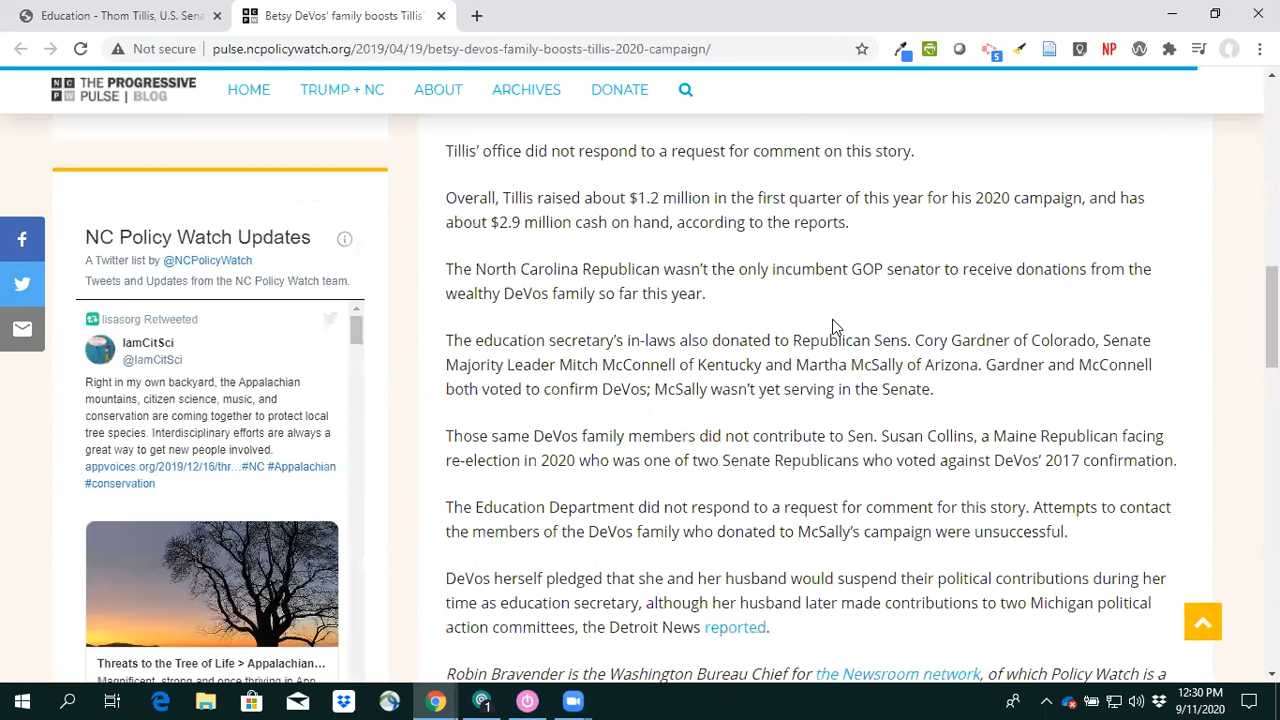 Education - Thom Tillis, U.S. Sena
Betsy DeVos' family boosts Tillis'
Not secure
pulse.ncpolicywatch.org/2019/04/19/betsy-devos-family-boosts-tillis-2020-campaign/
5
NP
THE PROGRESSIVE
PULSE | BLOG
NC
PW
HOME
TRUMP + NC
ABOUT
ARCHIVES
DONATE
NC Policy Watch Updates
A Twitter list by @NCPolicyWatch
Tweets and Updates from the NC Policy Watch team.
lisasorg Retweeted
IamCitSci
@IamCitSci
Right in my own backyard, the Appalachian
mountains, citizen science, music, and
conservation are coming together to protect local
tree species. Interdisciplinary efforts are always a
great way to get new people involved.
appvoices.org/2019/12/16/thr...#NC #Appalachian
#conservation
Threats to the Tree of Life > Appalachian...
Magnificent, strong and once thriving in App
Tillis' office did not respond to a request for comment on this story.
Overall, Tillis raised about $1.2 million in the first quarter of this year for his 2020 campaign, and has
about $2.9 million cash on hand, according to the reports.
The North Carolina Republican wasn't the only incumbent GOP senator to receive donations from the
wealthy DeVos family so far this year.
The education secretary's in-laws also donated to Republican Sens. Cory Gardner of Colorado, Senate
Majority Leader Mitch McConnell of Kentucky and Martha McSally of Arizona. Gardner and McConnell
both voted to confirm DeVos; McSally wasn't yet serving in the Senate.
Those same DeVos family members did not contribute to Sen. Susan Collins, a Maine Republican facing
re-election in 2020 who was one of two Senate Republicans who voted against DeVos' 2017 confirmation.
The Education Department did not respond to a request for comment for this story. Attempts to contact
the members of the DeVos family who donated to McSally's campaign were unsuccessful.
DeVos herself pledged that she and her husband would suspend their political contributions during her
time as education secretary, although her husband later made contributions to two Michigan political
action committees, the Detroit News reported.
Robin Bravender is the Washington Bureau Chief for the Newsroom network, of which Policy Watch is a
12:30 PM
9/11/2020